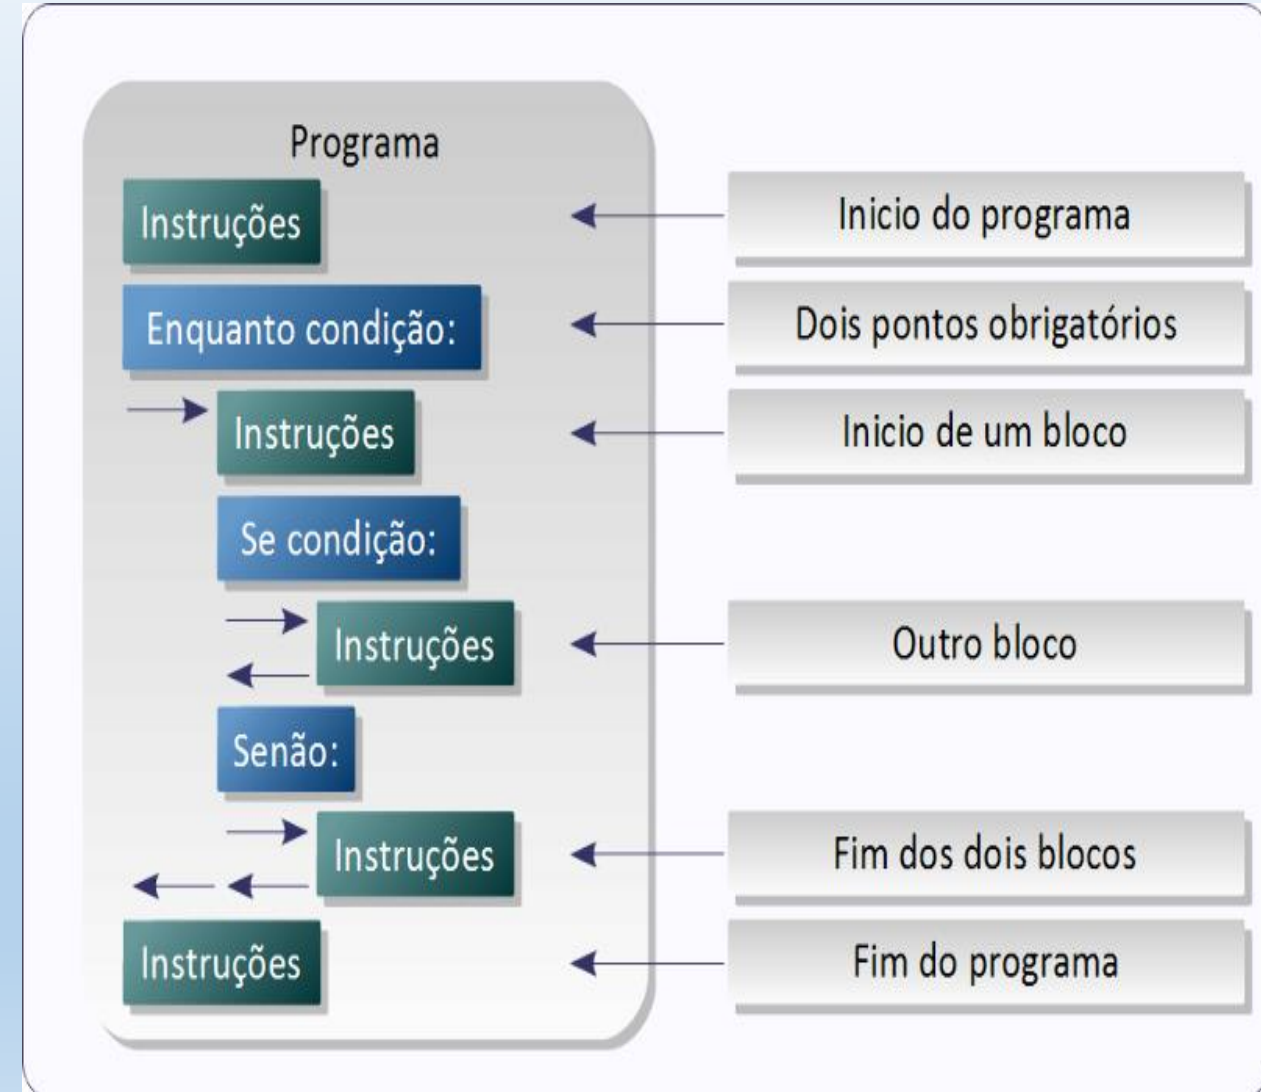 Programa
Instruções
Inicio do programa
Enquanto condição:
Dois pontos obrigatórios
Instruções
Inicio de um bloco
Se condição:
Instruções
Outro bloco
Senão:
Instruções
Fim dos dois blocos
Instruções
Fim do programa